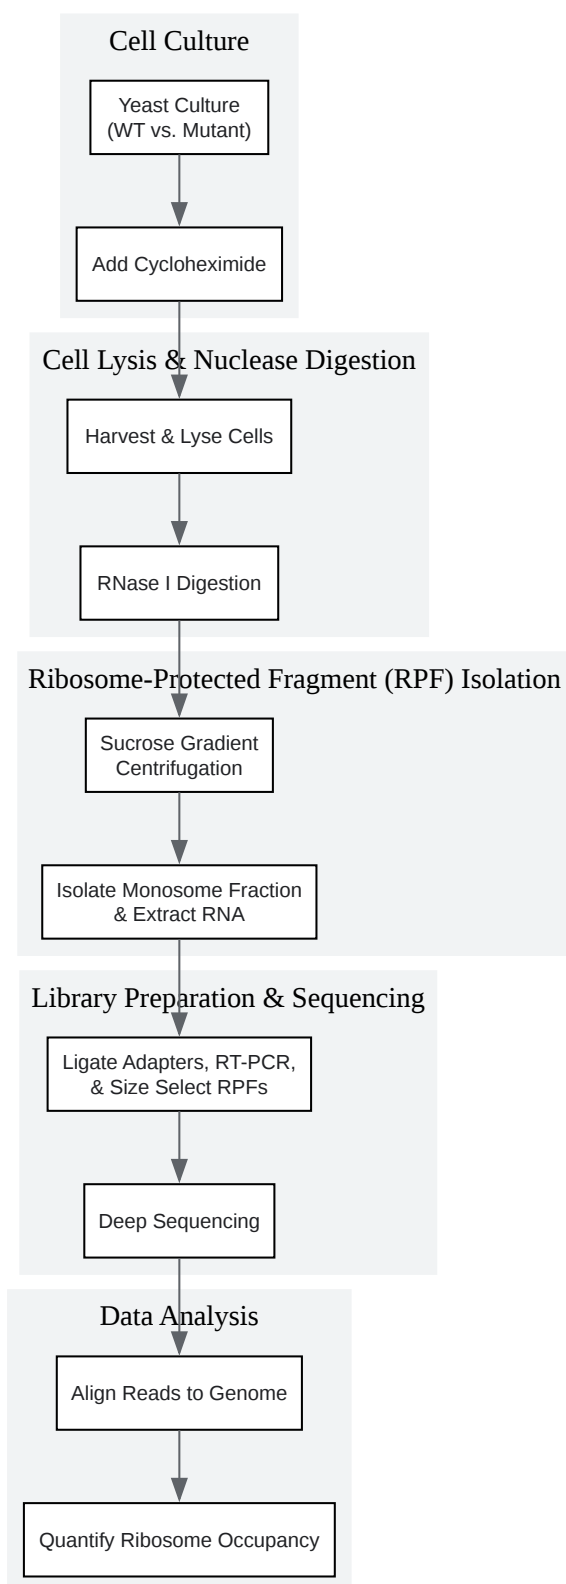 Cell Culture
Yeast Culture
(WT vs. Mutant)
Add Cycloheximide
Cell Lysis & Nuclease Digestion
Harvest & Lyse Cells
RNase I Digestion
Ribosome-Protected Fragment (RPF) Isolation
Sucrose Gradient
Centrifugation
Isolate Monosome Fraction
& Extract RNA
Library Preparation & Sequencing
Ligate Adapters, RT-PCR,
& Size Select RPFs
Deep Sequencing
Data Analysis
Align Reads to Genome
Quantify Ribosome Occupancy